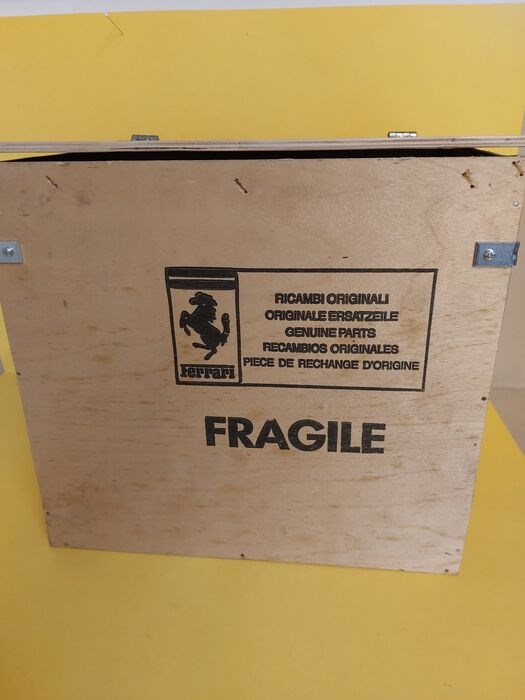 RICAMBI ORIGINALI
ORIGINALE ERSATZEILE
GENUINE PARTS
RECAMBIOS ORIGINALES
PIECE DE RECHANGE D'ORIGINE
Ferrari
FRAGILE